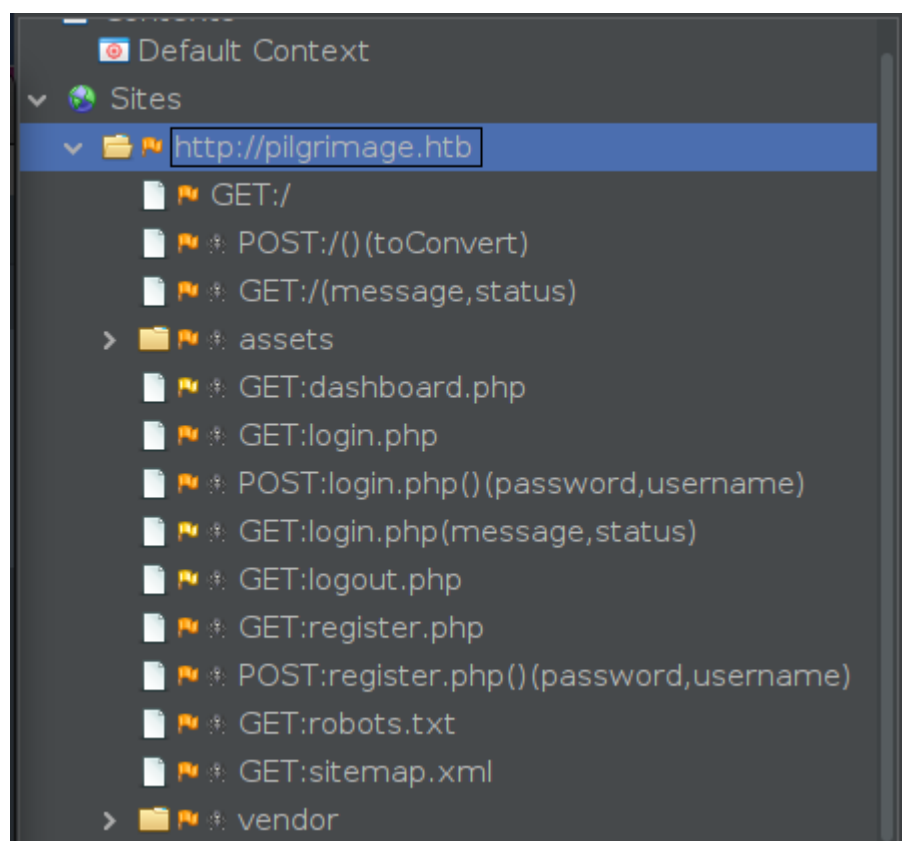 Contexts
Default Context
Sites
http://pilgrimage.htb
GET:/
POST:/()(toConvert)
GET:/(message,status)
assets
GET:dashboard.php
GET:login.php
POST:login.php()(password,username)
GET:login.php(message,status)
GET:logout.php
GET:register.php
POST:register.php()(password,username)
GET:robots.txt
GET:sitemap.xml
vendor